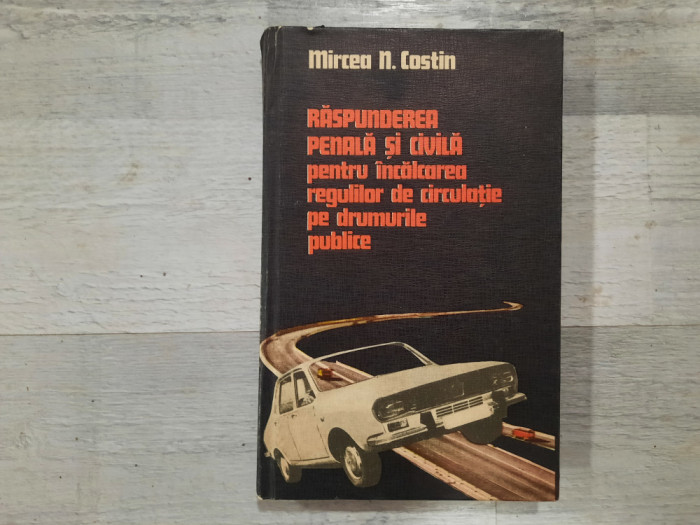 Mircea N. Costin
RĂSPUNDEREA
PENALĂ ȘI CIVILĂ
pentru încălcarea
regulilor de circulație
pe drumurile
publice